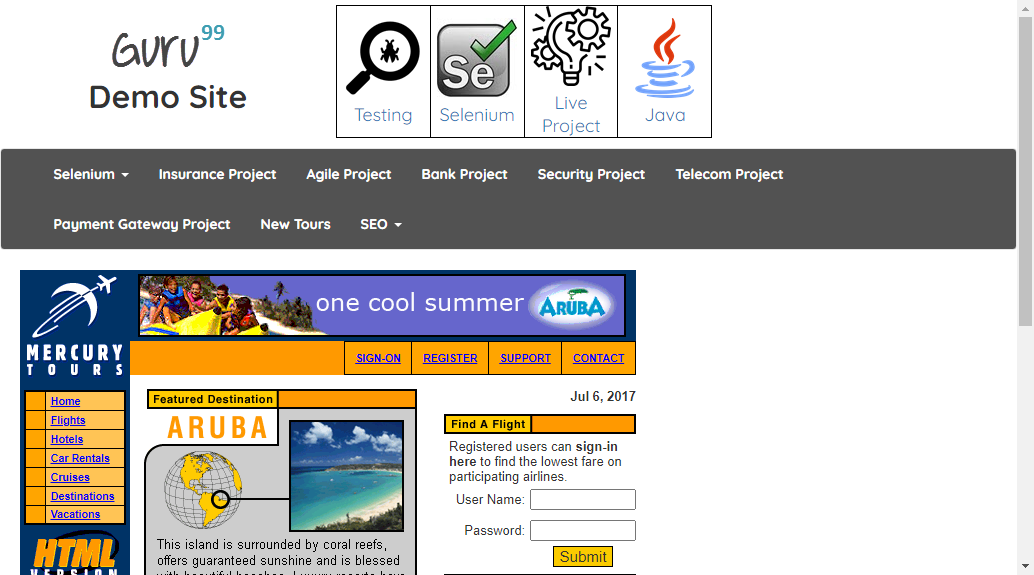 Guru99
Demo Site
Testing
Selenium
Live
Project
Java
Se
Selenium
Insurance Project
Agile Project
Bank Project
Security Project
Telecom Project
Payment Gateway Project
New Tours
SEO
one cool summer
ARUBA
MERCURY
TOURS
SIGN-ON
REGISTER
SUPPORT
CONTACT
Home
Flights
Hotels
Car Rentals
Cruises
Destinations
Vacations
HTML
VERSION
Featured Destination
ARUBA
This island is surrounded by coral reefs,
offers guaranteed sunshine and is blessed
Jul 6, 2017
Find A Flight
Registered users can sign-in
here to find the lowest fare on
participating airlines.
User Name:
Password:
Submit